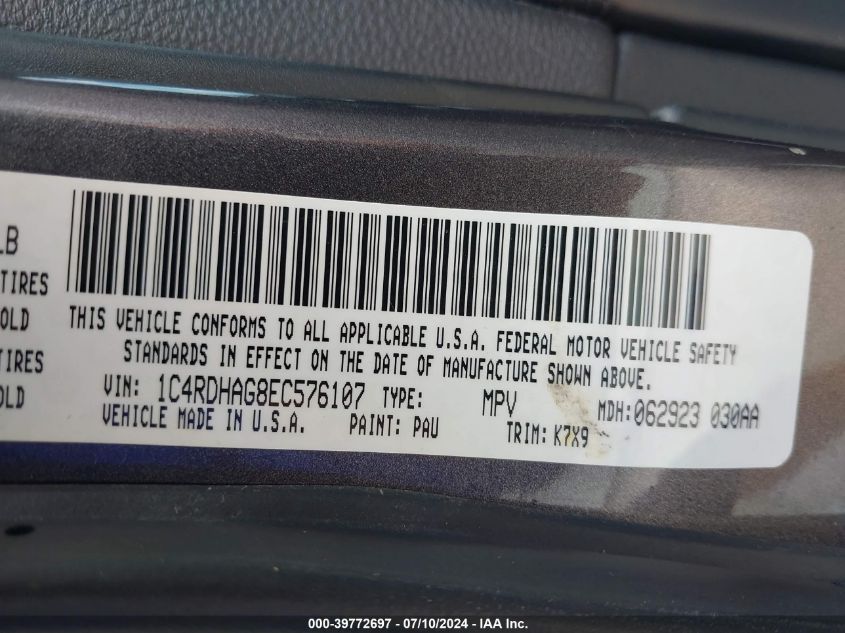 LB
TIRES
OLD
TIRES
OLD
THIS VEHICLE CONFORMS TO ALL APPLICABLE U.S.A. FEDERAL MOTOR VEHICLE SAFETY
STANDARDS IN EFFECT ON THE DATE OF MANUFACTURE SHOWN ABOVE.
VIN: 1C4RDHAG8EC576107 TYPE: MPV MDH: 062923 030AA
VEHICLE MADE IN U.S.A. PAINT: PAU TRIM: K7X9
000-39772697 - 07/10/2024 - IAA Inc.